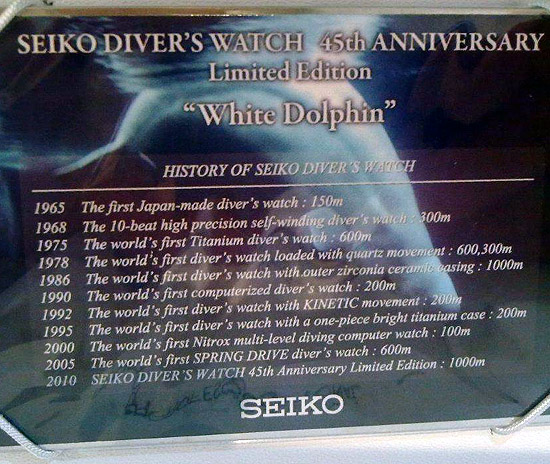 SEIKO DIVER'S WATCH 45th ANNIVERSARY
Limited Edition
"White Dolphin"
HISTORY OF SEIKO DIVER'S WATCH
1965 The first Japan-made diver's watch : 150m
1968 The 10-beat high precision self-winding diver's watch : 300m
1975 The world's first Titanium diver's watch : 600m
1978 The world's first diver's watch loaded with quartz movement : 600,300m
1986 The world's first diver's watch with outer zirconia ceramic casing : 1000m
1990 The world's first computerized diver's watch : 200m
1992 The world's first diver's watch with KINETIC movement : 200m
1995 The world's first diver's watch with a one-piece bright titanium case : 200m
2000 The world's first Nitrox multi-level diving computer watch : 100m
2005 The world's first SPRING DRIVE diver's watch : 600m
2010 SEIKO DIVER'S WATCH 45th Anniversary Limited Edition : 1000m
SEIKO